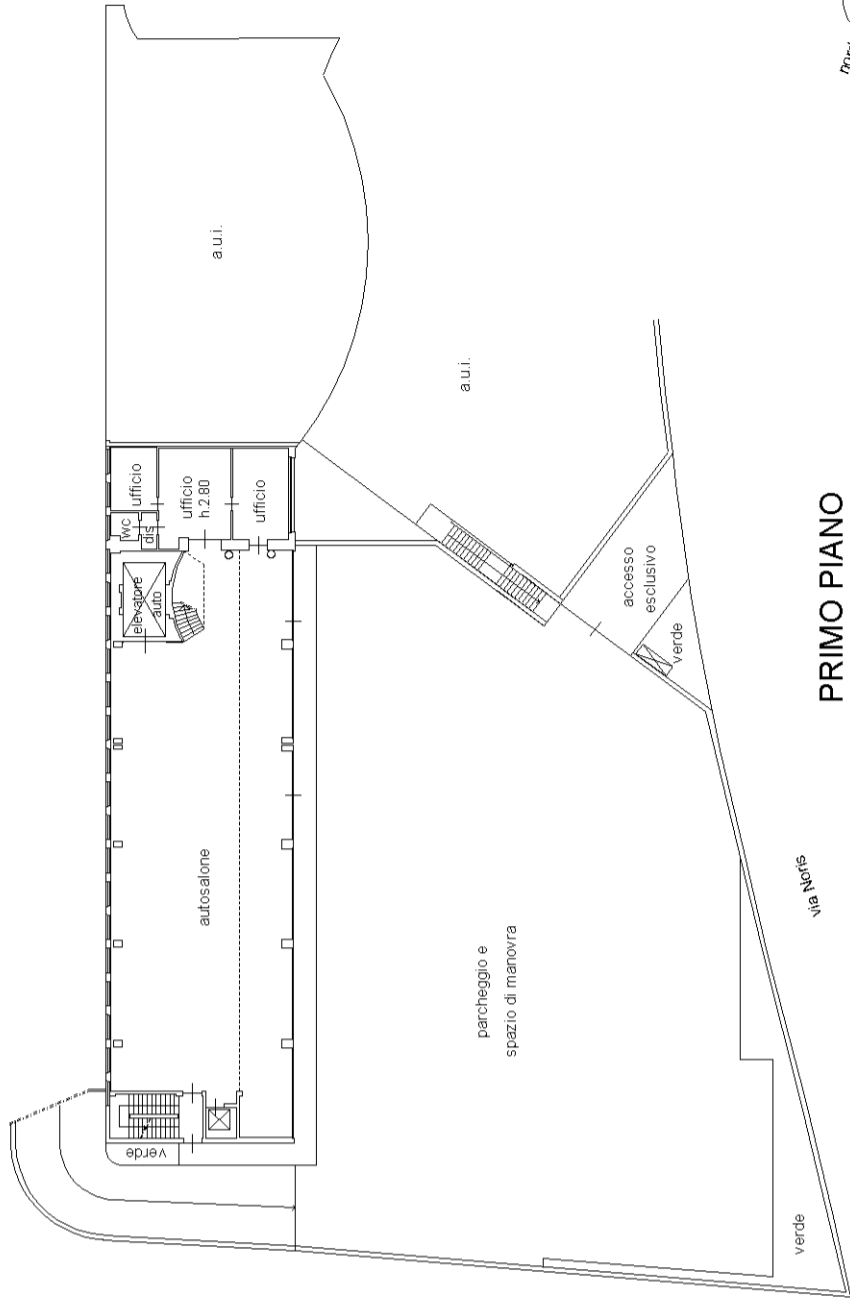 a.u.i.
a.u.i.
ufficio
wc
dis
ufficio
h.2.80
ufficio
elevatore
auto
accesso
esclusivo
verde
PRIMO PIANO
autosalone
via Noris
parcheggio e
spazio di manovra
verde
verde